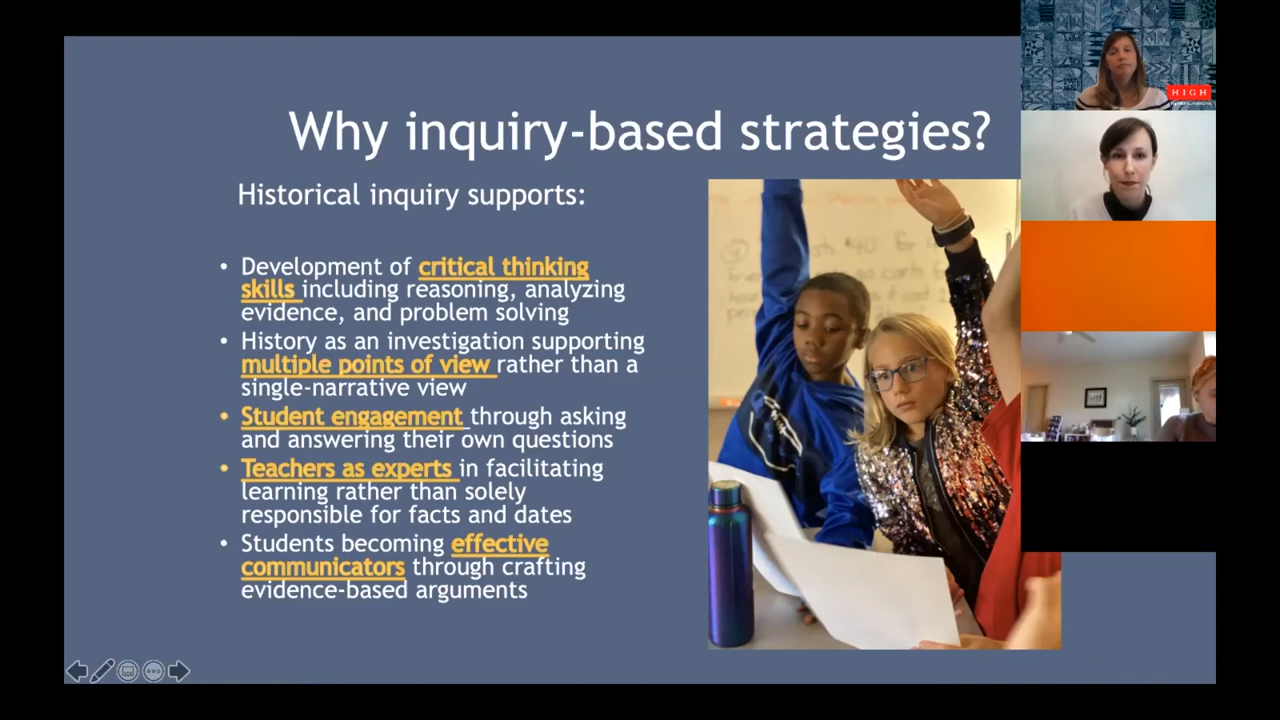 Why inquiry-based strategies?
Historical inquiry supports:
• Development of critical thinking
skills including reasoning, analyzing
evidence, and problem solving
• History as an investigation supporting
multiple points of view rather than a
single-narrative view
• Student engagement through asking
and answering their own questions
• Teachers as experts in facilitating
learning rather than solely
responsible for facts and dates
• Students becoming effective
communicators through crafting
evidence-based arguments
HIGH